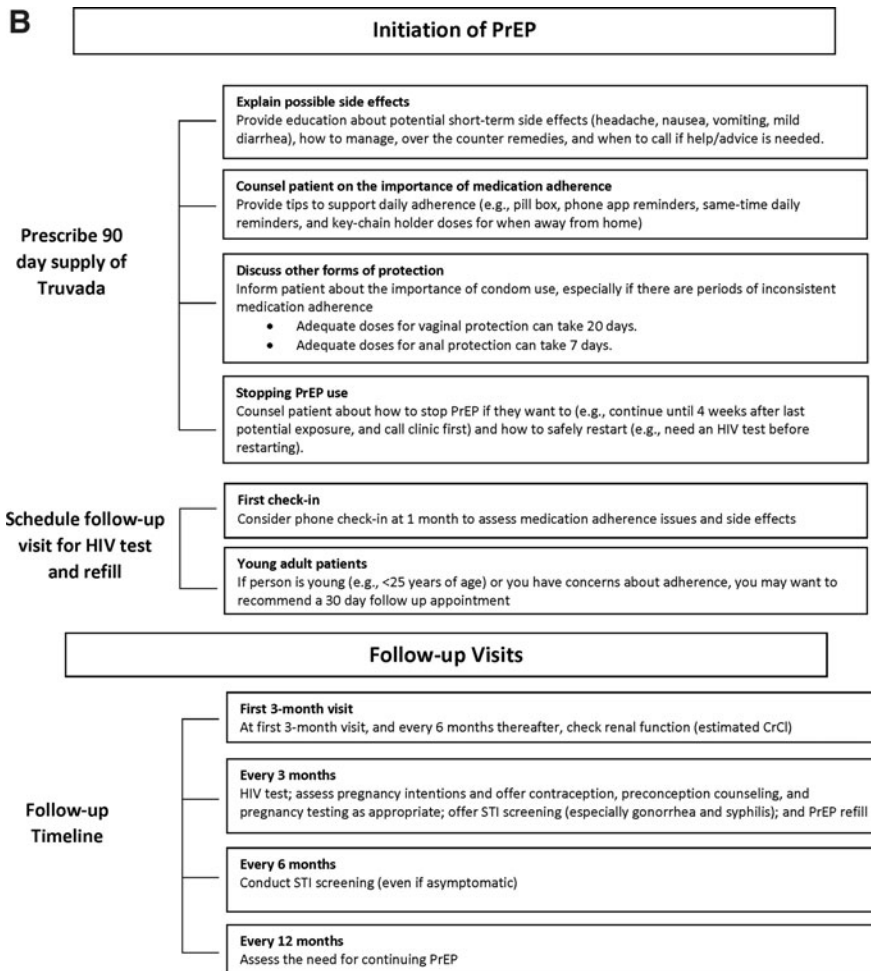 B
Initiation of PrEP
Prescribe 90
day supply of
Truvada
Explain possible side effects
Provide education about potential short-term side effects (headache, nausea, vomiting, mild
diarrhea), how to manage, over the counter remedies, and when to call if help/advice is needed.
Counsel patient on the importance of medication adherence
Provide tips to support daily adherence (e.g., pill box, phone app reminders, same-time daily
reminders, and key-chain holder doses for when away from home)
Discuss other forms of protection
Inform patient about the importance of condom use, especially if there are periods of inconsistent
medication adherence
• Adequate doses for vaginal protection can take 20 days.
• Adequate doses for anal protection can take 7 days.
Stopping PrEP use
Counsel patient about how to stop PrEP if they want to (e.g., continue until 4 weeks after last
potential exposure, and call clinic first) and how to safely restart (e.g., need an HIV test before
restarting).
Schedule follow-up
visit for HIV test
and refill
First check-in
Consider phone check-in at 1 month to assess medication adherence issues and side effects
Young adult patients
If person is young (e.g., <25 years of age) or you have concerns about adherence, you may want to
recommend a 30 day follow up appointment
Follow-up Visits
Follow-up
Timeline
First 3-month visit
At first 3-month visit, and every 6 months thereafter, check renal function (estimated CrCl)
Every 3 months
HIV test; assess pregnancy intentions and offer contraception, preconception counseling, and
pregnancy testing as appropriate; offer STI screening (especially gonorrhea and syphilis); and PrEP refill
Every 6 months
Conduct STI screening (even if asymptomatic)
Every 12 months
Assess the need for continuing PrEP